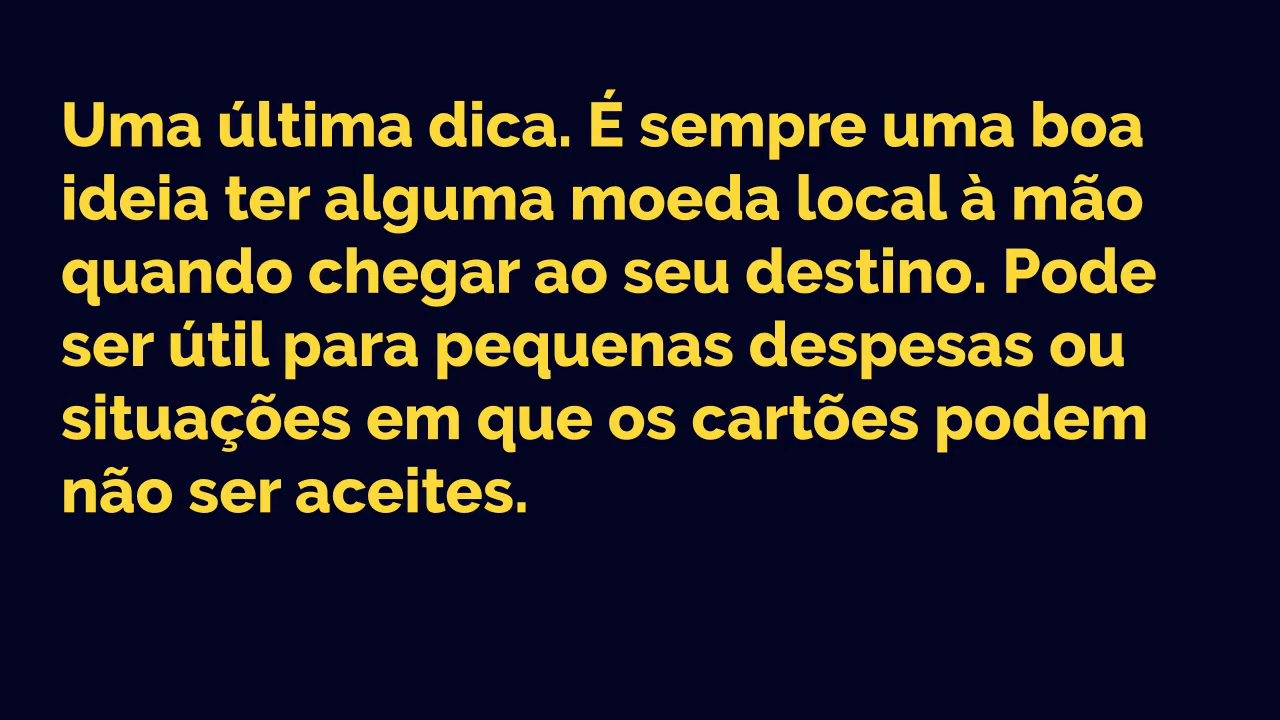 Uma última dica. É sempre uma boa
ideia ter alguma moeda local à mão
quando chegar ao seu destino. Pode
ser útil para pequenas despesas ou
situações em que os cartões podem
não ser aceites.